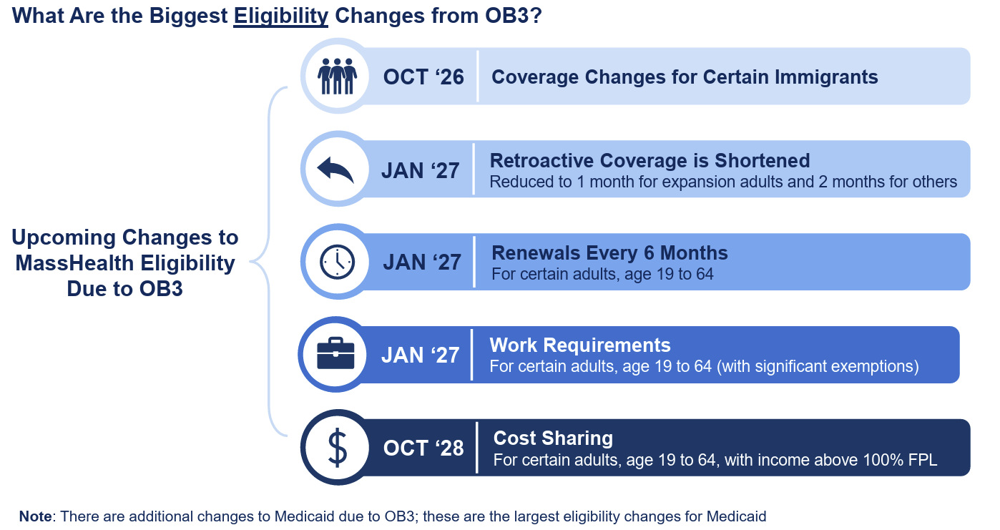 What Are the Biggest Eligibility Changes from OB3?
OCT ‘26
Coverage Changes for Certain Immigrants
JAN ‘27
Retroactive Coverage is Shortened
Reduced to 1 month for expansion adults and 2 months for others
Upcoming Changes to
MassHealth Eligibility
Due to OB3
JAN ‘27
Renewals Every 6 Months
For certain adults, age 19 to 64
JAN ‘27
Work Requirements
For certain adults, age 19 to 64 (with significant exemptions)
OCT ‘28
Cost Sharing
For certain adults, age 19 to 64, with income above 100% FPL
Note: There are additional changes to Medicaid due to OB3; these are the largest eligibility changes for Medicaid